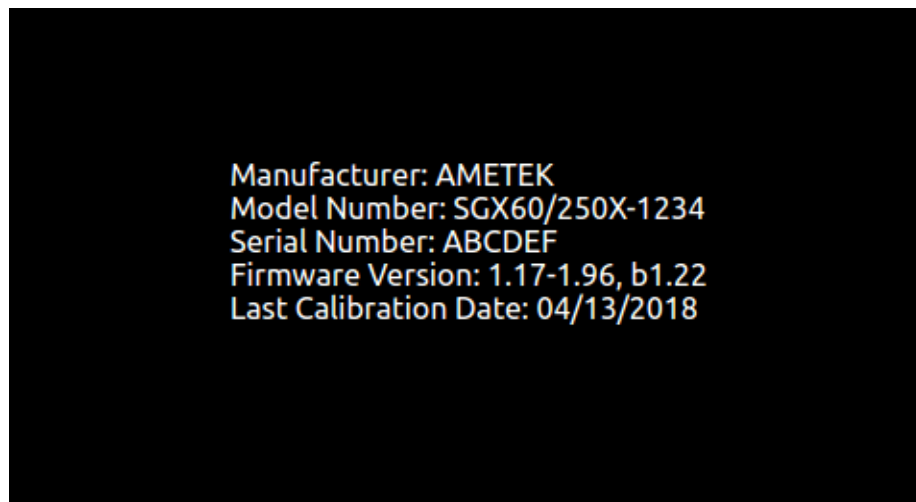 Manufacturer: AMETEK
Model Number: SGX60/250X-1234
Serial Number: ABCDEF
Firmware Version: 1.17-1.96, b1.22
Last Calibration Date: 04/13/2018